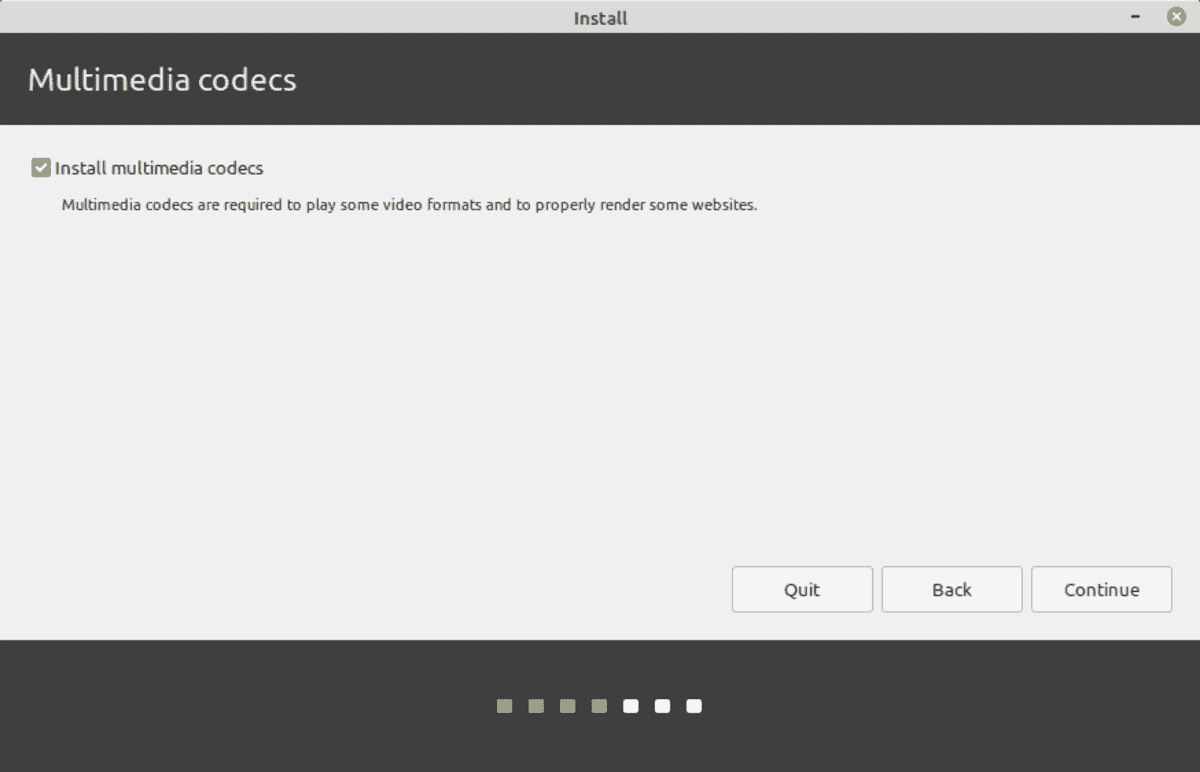 Install
Multimedia codecs
Install multimedia codecs
Multimedia codecs are required to play some video formats and to properly render some websites.
Quit
Back
Continue